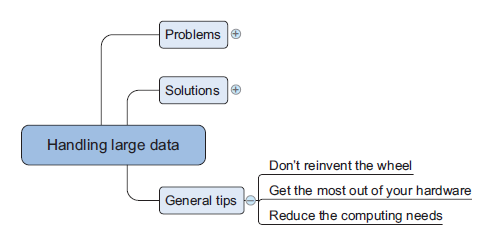 Problems
Solutions
Handling large data
General tips
Don't reinvent the wheel
Get the most out of your hardware
Reduce the computing needs